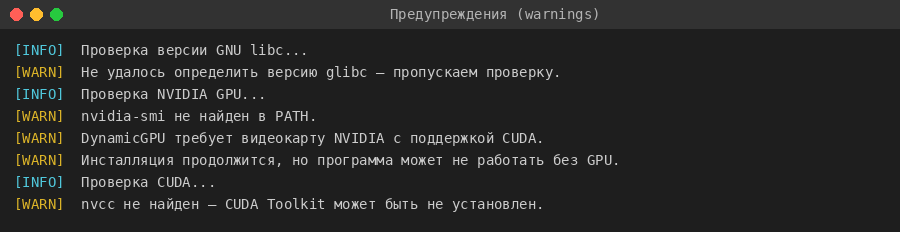 Предупреждения (warnings)
[INFO] Проверка версии GNU libc...
[WARN] Не удалось определить версию glibc — пропускаем проверку.
[INFO] Проверка NVIDIA GPU...
[WARN] nvidia-smi не найден в PATH.
[WARN] DynamicGPU требует видеокарту NVIDIA с поддержкой CUDA.
[WARN] Инсталляция продолжится, но программа может не работать без GPU.
[INFO] Проверка CUDA...
[WARN] nvcc не найден — CUDA Toolkit может быть не установлен.